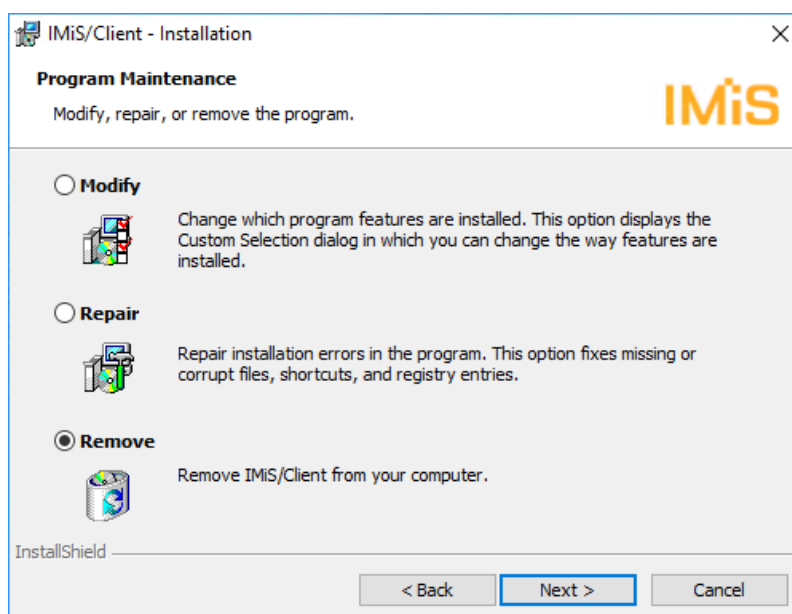 IMiS/Client - Installation
Program Maintenance
Modify, repair, or remove the program.
IMiS
Modify
Change which program features are installed. This option displays the
Custom Selection dialog in which you can change the way features are
installed.
Repair
Repair installation errors in the program. This option fixes missing or
corrupt files, shortcuts, and registry entries.
Remove
Remove IMiS/Client from your computer.
InstallShield
< Back
Next >
Cancel